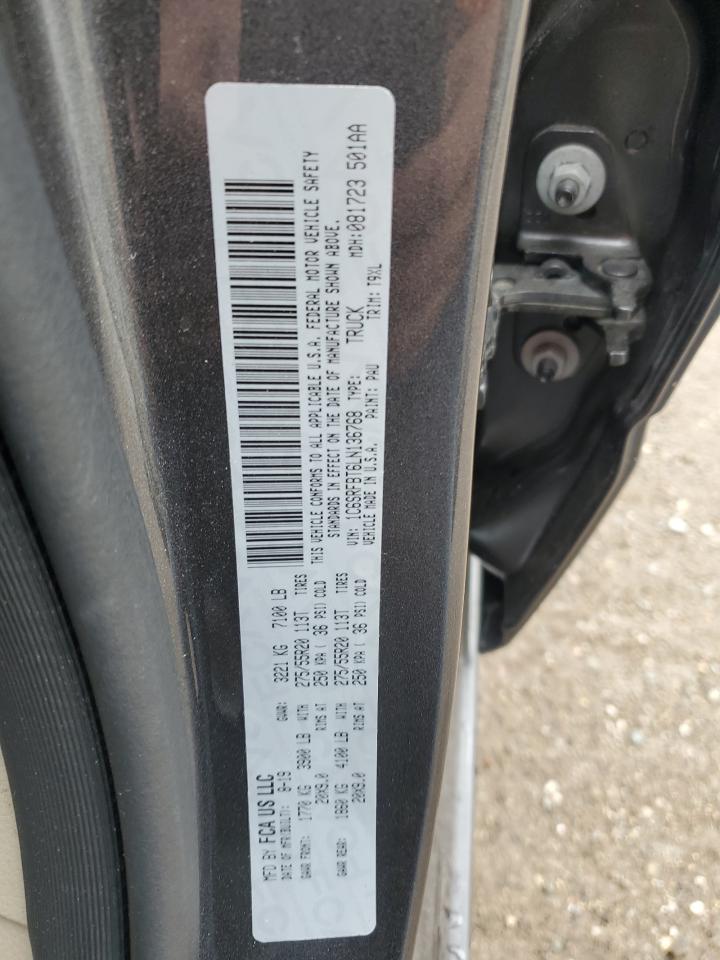 MFD BY FCA US LLC
DATE OF MFR(BUILT): 8-19 GVWR: 3221 KG 7100 LB
GAWR FRONT: 1770 KG 3900 LB WITH 275/55R20 113T TIRES
20X9.0 RIMS AT 250 KPA ( 36 PSI) COLD
GAWR REAR: 1860 KG 4100 LB WITH 275/55R20 113T TIRES
20X9.0 RIMS AT 250 KPA ( 36 PSI) COLD
THIS VEHICLE CONFORMS TO ALL APPLICABLE U.S.A. FEDERAL MOTOR VEHICLE SAFETY
STANDARDS IN EFFECT ON THE DATE OF MANUFACTURE SHOWN ABOVE.
VIN: 1C6SRFBT6LN136768 TYPE: TRUCK MDH:081723 501AA
VEHICLE MADE IN U.S.A. PAINT: PAU TRIM: T9XL